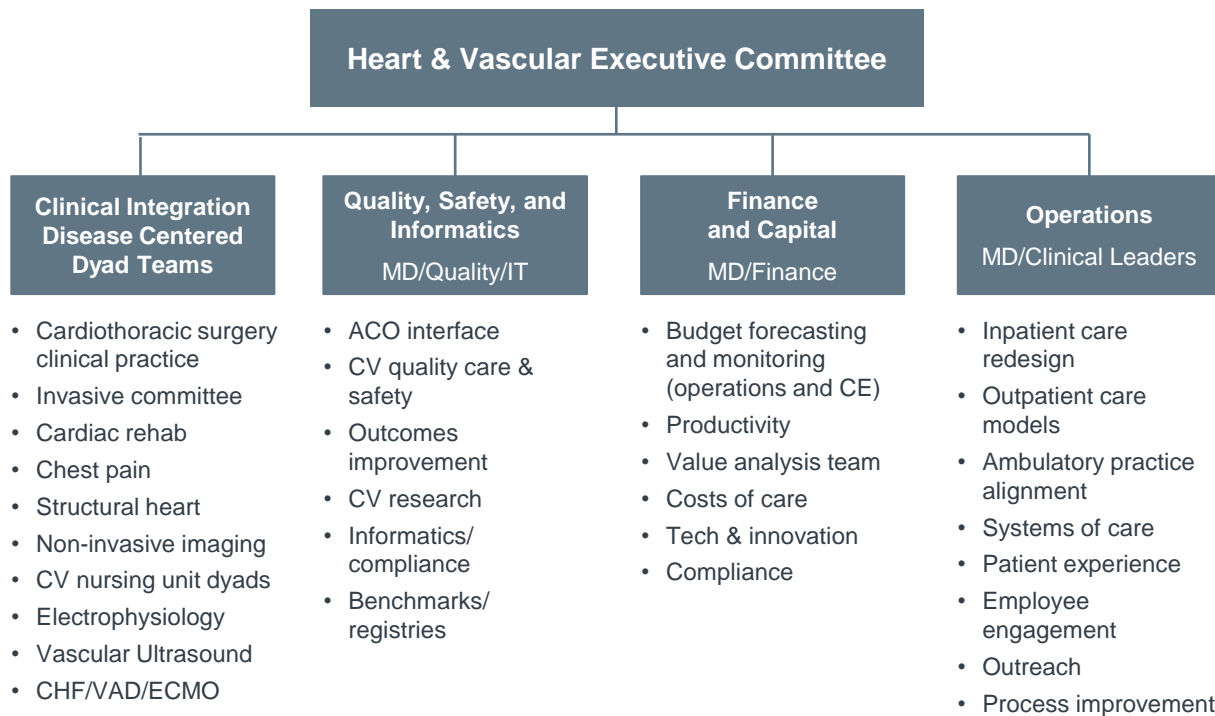 Heart & Vascular Executive Committee
Clinical Integration
Disease Centered
Dyad Teams
• Cardiothoracic surgery
clinical practice
• Invasive committee
• Cardiac rehab
• Chest pain
• Structural heart
• Non-invasive imaging
• CV nursing unit dyads
• Electrophysiology
• Vascular Ultrasound
• CHF/VAD/ECMO
Quality, Safety, and
Informatics
MD/Quality/IT
• ACO interface
• CV quality care &
safety
• Outcomes
improvement
• CV research
• Informatics/
compliance
• Benchmarks/
registries
Finance
and Capital
MD/Finance
• Budget forecasting
and monitoring
(operations and CE)
• Productivity
• Value analysis team
• Costs of care
• Tech & innovation
• Compliance
Operations
MD/Clinical Leaders
• Inpatient care
redesign
• Outpatient care
models
• Ambulatory practice
alignment
• Systems of care
• Patient experience
• Employee
engagement
• Outreach
• Process improvement